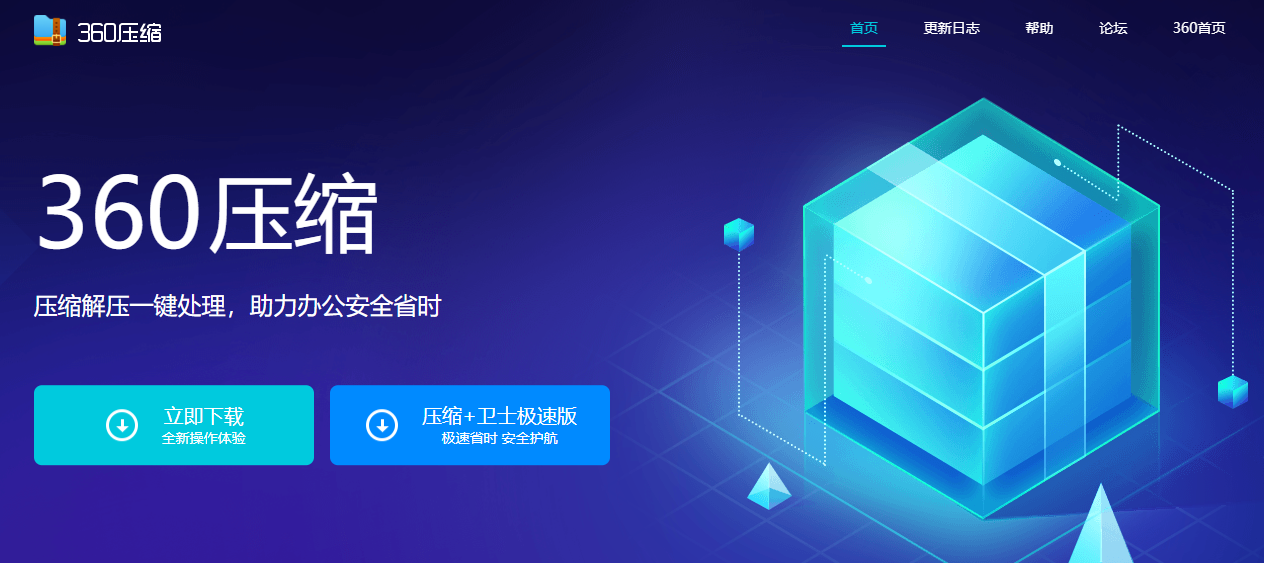 360压缩
首页 更新日志 帮助 论坛 360首页
360压缩
压缩解压一键处理，助力办公安全省时
立即下载
全新操作体验
压缩+卫士极速版
极速省时 安全护航